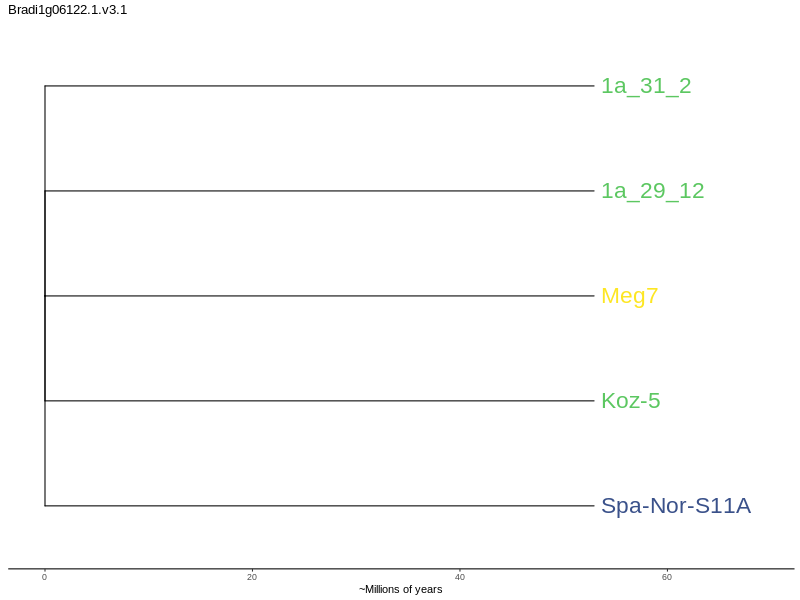 Bradi1g06122.1.v3.1
1a_31_2
1a_29_12
Meg7
Koz-5
Spa-Nor-S11A
0 20 40 60
~Millions of years